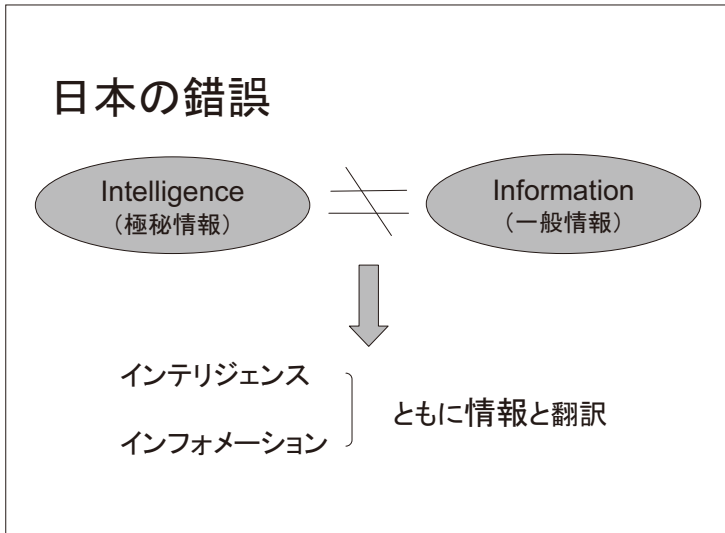 日本の錯誤
Intelligence
（極秘情報）
Information
（一般情報）
インテリジェンス
インフォメーション
ともに情報と翻訳